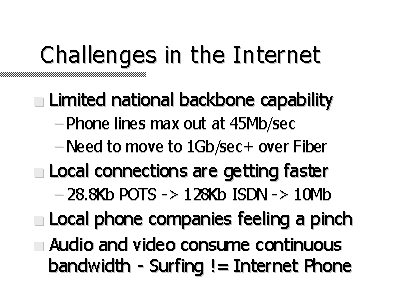 Challenges in the Internet
Limited national backbone capability
– Phone lines max out at 45Mb/sec
– Need to move to 1Gb/sec+ over Fiber
Local connections are getting faster
– 28.8Kb POTS -> 128Kb ISDN -> 10Mb
Local phone companies feeling a pinch
Audio and video consume continuous
bandwidth - Surfing != Internet Phone